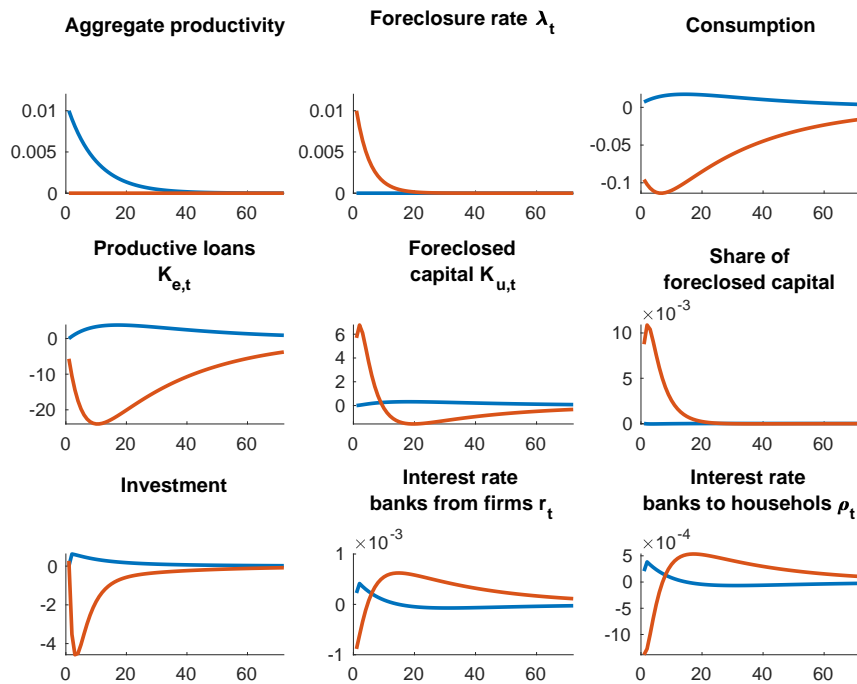 Aggregate productivity
Foreclosure rate λt
Consumption
0.01
0.005
0
0 20 40 60
0.01
0.005
0
0 20 40 60
0
-0.05
-0.1
0 20 40 60
Productive loans
Ke,t
Foreclosed
capital Ku,t
Share of
foreclosed capital
0
-10
-20
0 20 40 60
6
4
2
0
0 20 40 60
×10-3
10
5
0
0 20 40 60
Investment
Interest rate
banks from firms rt
Interest rate
banks to househols ρt
0
-2
-4
0 20 40 60
×10-3
1
0
-1
0 20 40 60
×10-4
5
0
-5
-10
0 20 40 60